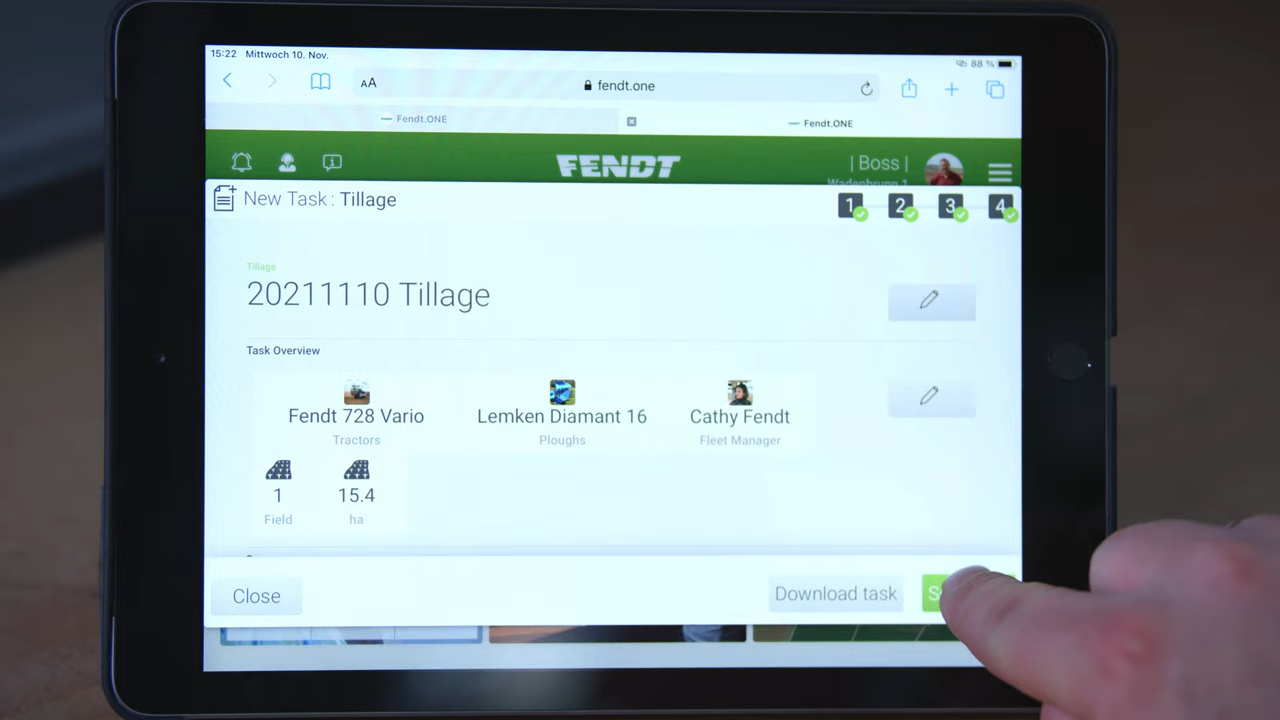 15:22 Mittwoch 10. Nov.
88 %
AA
fendt.one
Fendt.ONE
Fendt.ONE
FENDT
| Boss |
Wadenbrunn 1
New Task : Tillage
1 2 3 4
Tillage
20211110 Tillage
Task Overview
Fendt 728 Vario
Tractors
Lemken Diamant 16
Ploughs
Cathy Fendt
Fleet Manager
1
Field
15.4
ha
Close
Download task